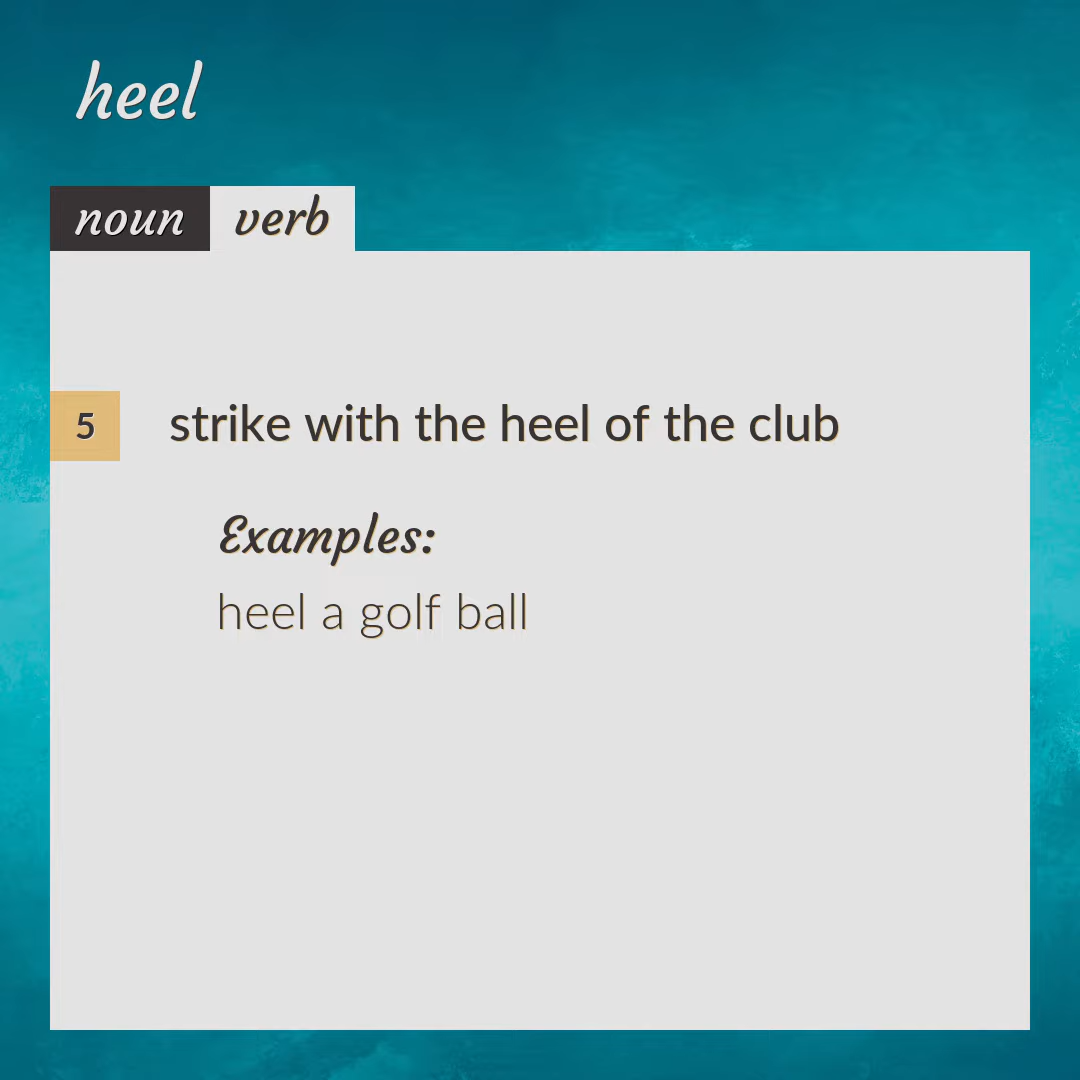 heel
noun verb
5 strike with the heel of the club
Examples:
heel a golf ball